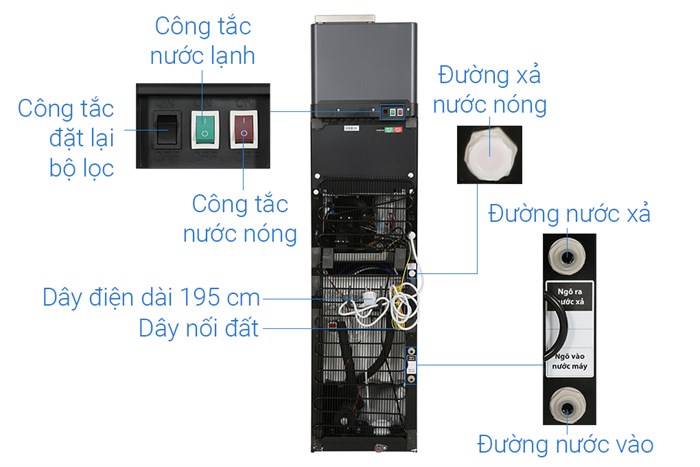 Công tắc
nước lạnh
Công tắc
đặt lại
bộ lọc
Công tắc
nước nóng
Đường xả
nước nóng
Đường nước xả
Dây điện dài 195 cm
Dây nối đất
Ngõ ra
nước xả
Ngõ vào
nước máy
Đường nước vào